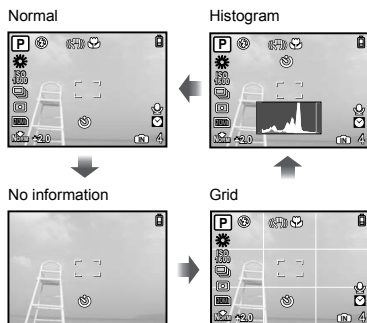 Normal
Histogram
P
ISO
1600
NORM ±2.0
IN 4
P
ISO
1600
NORM ±2.0
IN 4
No information
Grid
P
ISO
1600
±2.0
IN 4